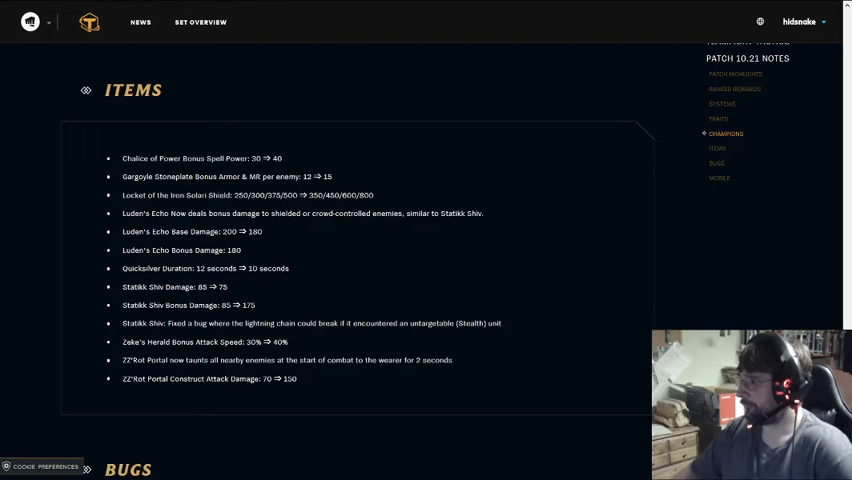 NEWS
SET OVERVIEW
hidsnake
PATCH 10.21 NOTES
PATCH HIGHLIGHTS
RANKED REWARDS
SYSTEMS
TRAITS
CHAMPIONS
ITEMS
BUGS
MOBILE
ITEMS
Chalice of Power Bonus Spell Power: 30 ⇒ 40
Gargoyle Stoneplate Bonus Armor & MR per enemy: 12 ⇒ 15
Locket of the Iron Solari Shield: 250/300/375/500 ⇒ 350/450/600/800
Luden's Echo Now deals bonus damage to shielded or crowd-controlled enemies, similar to Statikk Shiv.
Luden's Echo Base Damage: 200 ⇒ 180
Luden's Echo Bonus Damage: 180
Quicksilver Duration: 12 seconds ⇒ 10 seconds
Statikk Shiv Damage: 85 ⇒ 75
Statikk Shiv Bonus Damage: 85 ⇒ 175
Statikk Shiv: Fixed a bug where the lightning chain could break if it encountered an untargetable (Stealth) unit
Zeke's Herald Bonus Attack Speed: 30% ⇒ 40%
ZZ'Rot Portal now taunts all nearby enemies at the start of combat to the wearer for 2 seconds
ZZ'Rot Portal Construct Attack Damage: 70 ⇒ 150
COOKIE PREFERENCES
BUGS